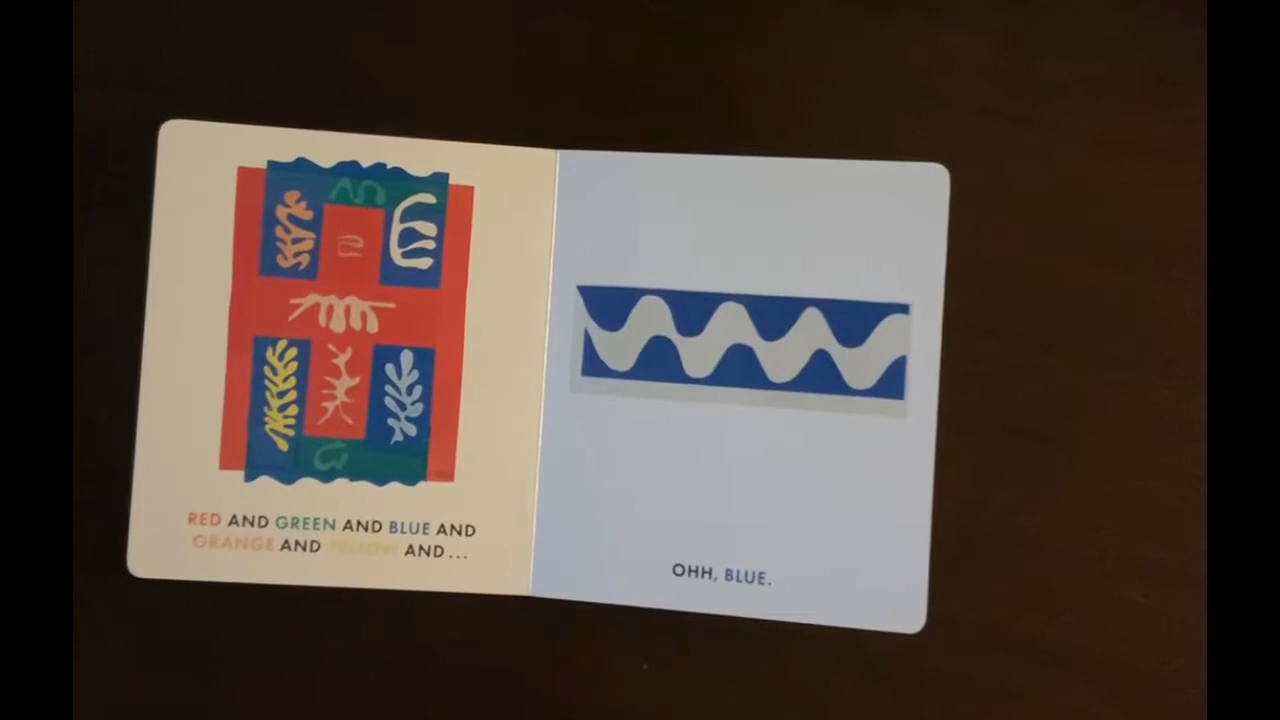 RED AND GREEN AND BLUE AND
ORANGE AND YELLOW AND...
OHH, BLUE.